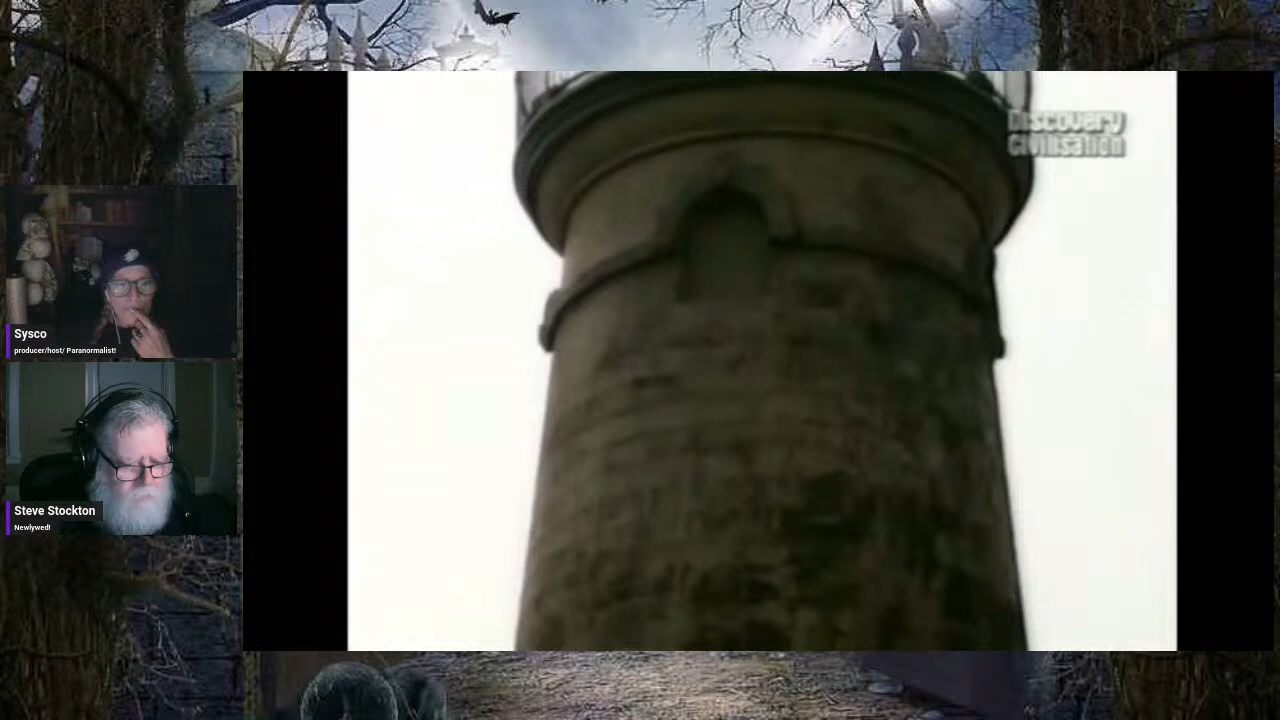 Discovery
Civilisation
Sysco
producer/host/ Paranormalist!
Steve Stockton
Newlywed!